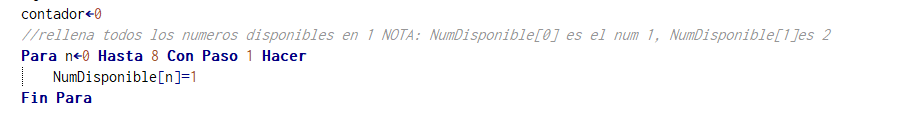 contador←0
//rellena todos los numeros disponibles en 1 NOTA: NumDisponible[0] es el num 1, NumDisponible[1]es 2
Para n←0 Hasta 8 Con Paso 1 Hacer
NumDisponible[n]=1
Fin Para